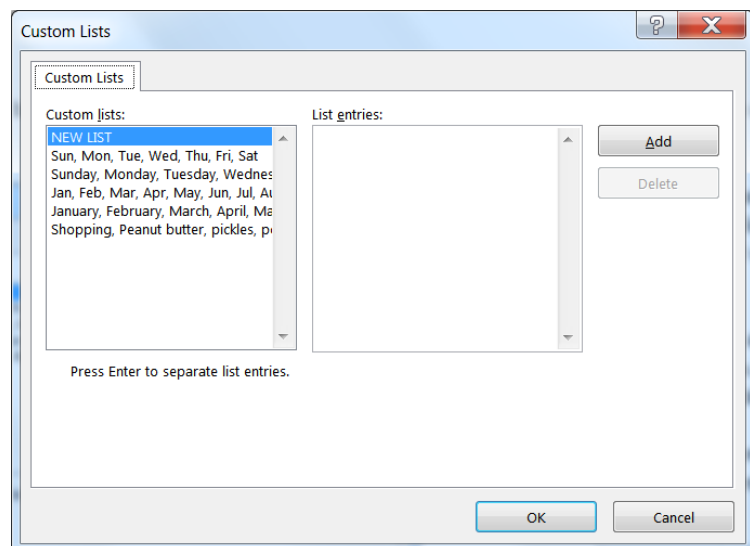 Custom Lists
Custom Lists
Custom lists:
List entries:
NEW LIST
Sun, Mon, Tue, Wed, Thu, Fri, Sat
Sunday, Monday, Tuesday, Wednes
Jan, Feb, Mar, Apr, May, Jun, Jul, Au
January, February, March, April, Ma
Shopping, Peanut butter, pickles, p
Add
Delete
Press Enter to separate list entries.
OK
Cancel